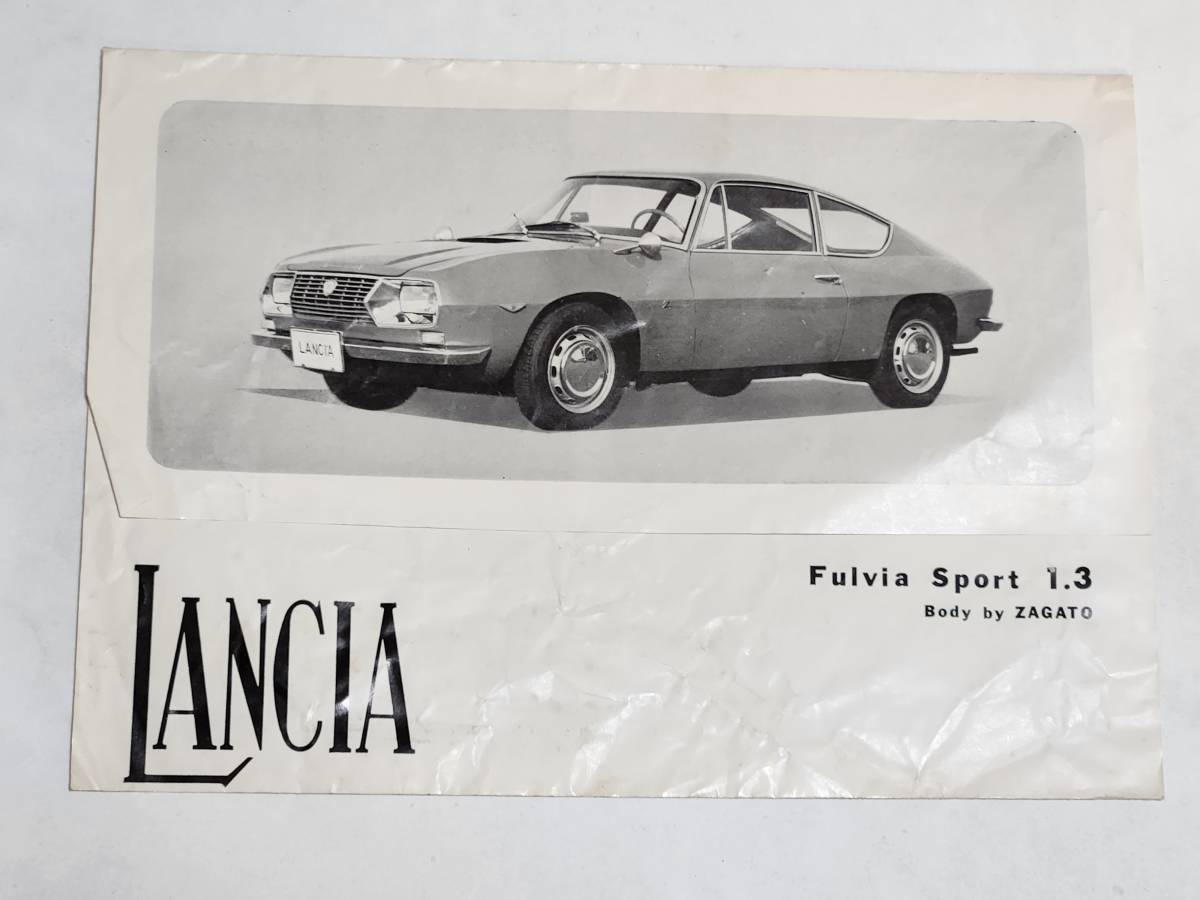 LANCIA
Fulvia Sport 1.3
Body by ZAGATO
LANCIA